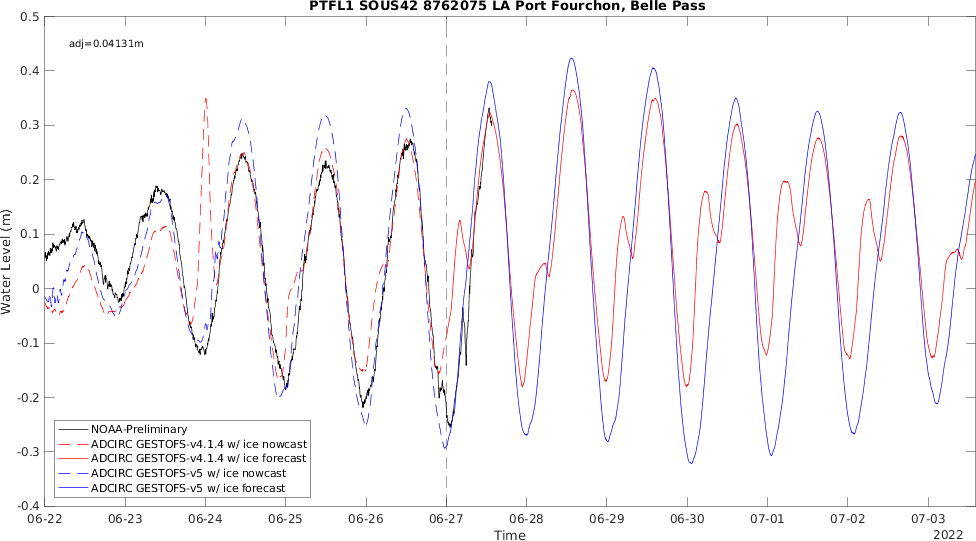 PTFL1 SOUS42 8762075 LA Port Fourchon, Belle Pass
adj=0.04131m
0.5
0.4
0.3
0.2
0.1
0
-0.1
-0.2
-0.3
-0.4
Water Level (m)
NOAA-Preliminary
ADCIRC GESTOFS-v4.1.4 w/ ice nowcast
ADCIRC GESTOFS-v4.1.4 w/ ice forecast
ADCIRC GESTOFS-v5 w/ ice nowcast
ADCIRC GESTOFS-v5 w/ ice forecast
06-22 06-23 06-24 06-25 06-26 06-27 06-28 06-29 06-30 07-01 07-02 07-03
Time
2022